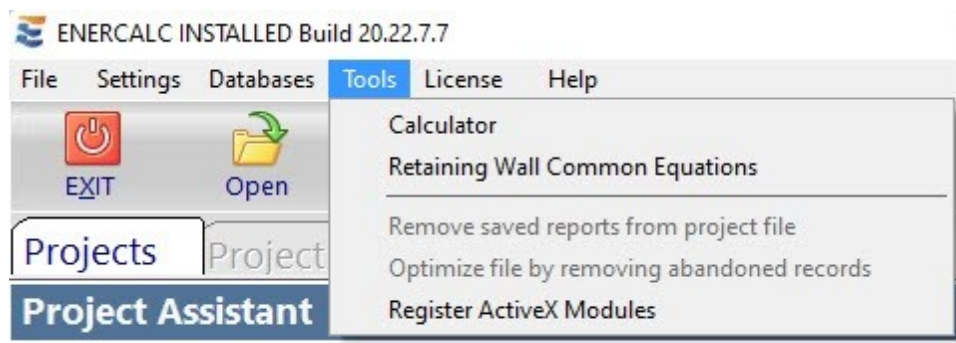 ENERCALC INSTALLED Build 20.22.7.7
File Settings Databases Tools License Help
EXIT Open
Calculator
Retaining Wall Common Equations
Remove saved reports from project file
Optimize file by removing abandoned records
Register ActiveX Modules
Projects Project
Project Assistant